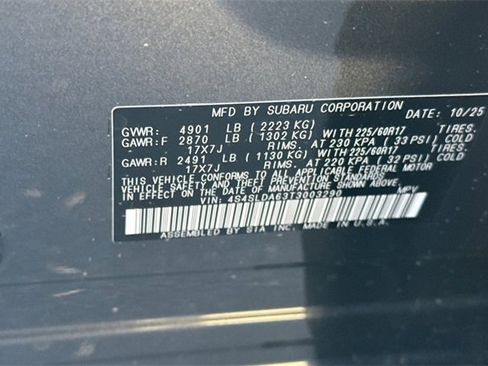 MFD BY SUBARU CORPORATION DATE: 10/25
GVWR: 4901 LB ( 2223 KG)
GAWR:F 2870 LB ( 1302 KG) WITH 225/60R17 TIRES.
17X7J RIMS. AT 230 KPA ( 33 PSI) COLD
GAWR:R 2491 LB ( 1130 KG) WITH 225/60R17 TIRES.
17X7J RIMS. AT 220 KPA ( 32 PSI) COLD
THIS VEHICLE CONFORMS TO ALL APPLICABLE FEDERAL MOTOR
VEHICLE SAFETY AND BUMPER STANDARDS
IN EFFECT ON THE DATE OF MANUFACTURE SHOWN ABOVE.
VIN: 4S4SLDA63T3003290 MPV
ASSEMBLED BY SIA INC. MADE IN U.S.A.